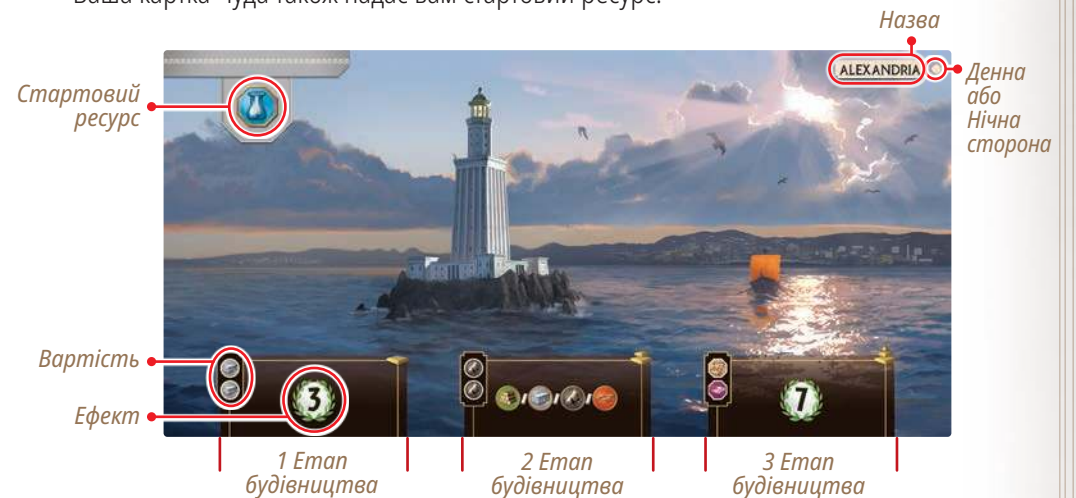 Ваша картка Чуда також надає вам стартовий ресурс.
Назва
Стартовий
ресурс
ALEXANDRIA
Денна
або
Нічна
сторона
Вартість
Ефект
3
7
1 Етап
будівництва
2 Етап
будівництва
3 Етап
будівництва